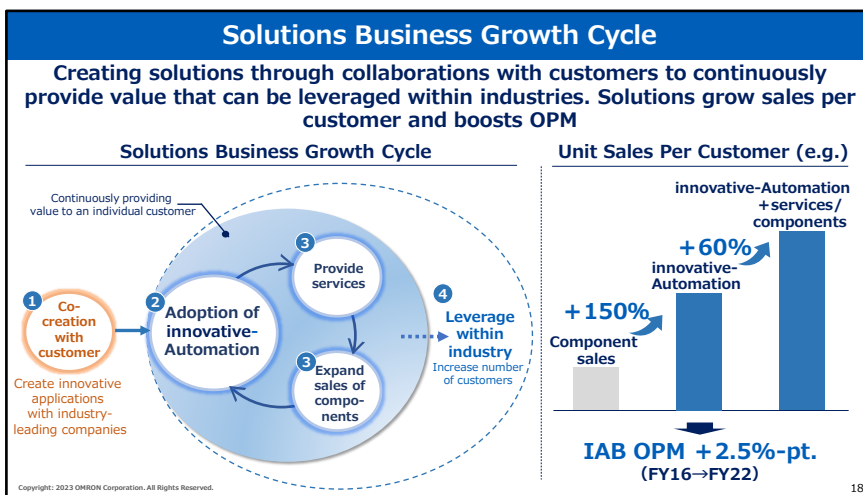 Solutions Business Growth Cycle
Creating solutions through collaborations with customers to continuously
provide value that can be leveraged within industries. Solutions grow sales per
customer and boosts OPM
Solutions Business Growth Cycle
Continuously providing
value to an individual customer
1
Co-
creation
with
customer
Create innovative
applications
with industry-
leading companies
2
Adoption of
innovative-
Automation
3
Provide
services
3
Expand
sales of
compo-
nents
4
Leverage
within
industry
Increase number
of customers
Unit Sales Per Customer (e.g.)
innovative-Automation
+services/
components
+60%
innovative-
Automation
+150%
Component
sales
IAB OPM +2.5%-pt.
(FY16→FY22)
Copyright: 2023 OMRON Corporation. All Rights Reserved.
18